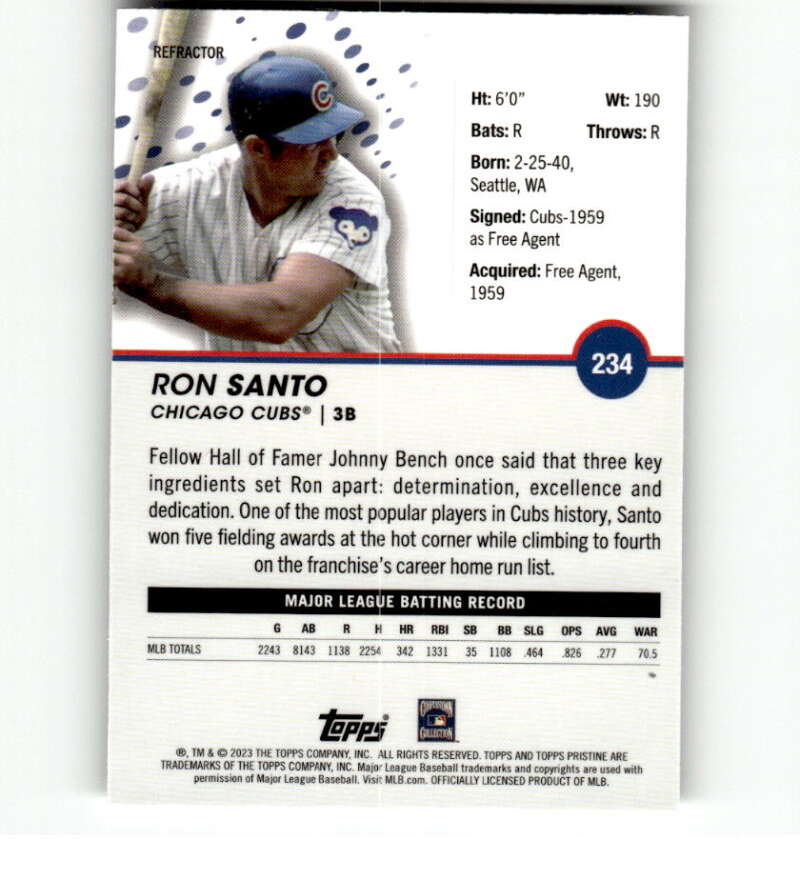 REFRACTOR
C
Ht: 6'0" Wt: 190
Bats: R Throws: R
Born: 2-25-40,
Seattle, WA
Signed: Cubs-1959
as Free Agent
Acquired: Free Agent,
1959
234
RON SANTO
CHICAGO CUBS® | 3B
Fellow Hall of Famer Johnny Bench once said that three key
ingredients set Ron apart: determination, excellence and
dedication. One of the most popular players in Cubs history, Santo
won five fielding awards at the hot corner while climbing to fourth
on the franchise's career home run list.
MAJOR LEAGUE BATTING RECORD
G AB R H HR RBI SB BB SLG OPS AVG WAR
MLB TOTALS 2243 8143 1138 2254 342 1331 35 1108 .464 .826 .277 70.5
Topps
COOPERSTOWN
COLLECTION
®, TM & © 2023 THE TOPPS COMPANY, INC. ALL RIGHTS RESERVED. TOPPS AND TOPPS PRISTINE ARE
TRADEMARKS OF THE TOPPS COMPANY, INC. Major League Baseball trademarks and copyrights are used with
permission of Major League Baseball. Visit MLB.com. OFFICIALLY LICENSED PRODUCT OF MLB.